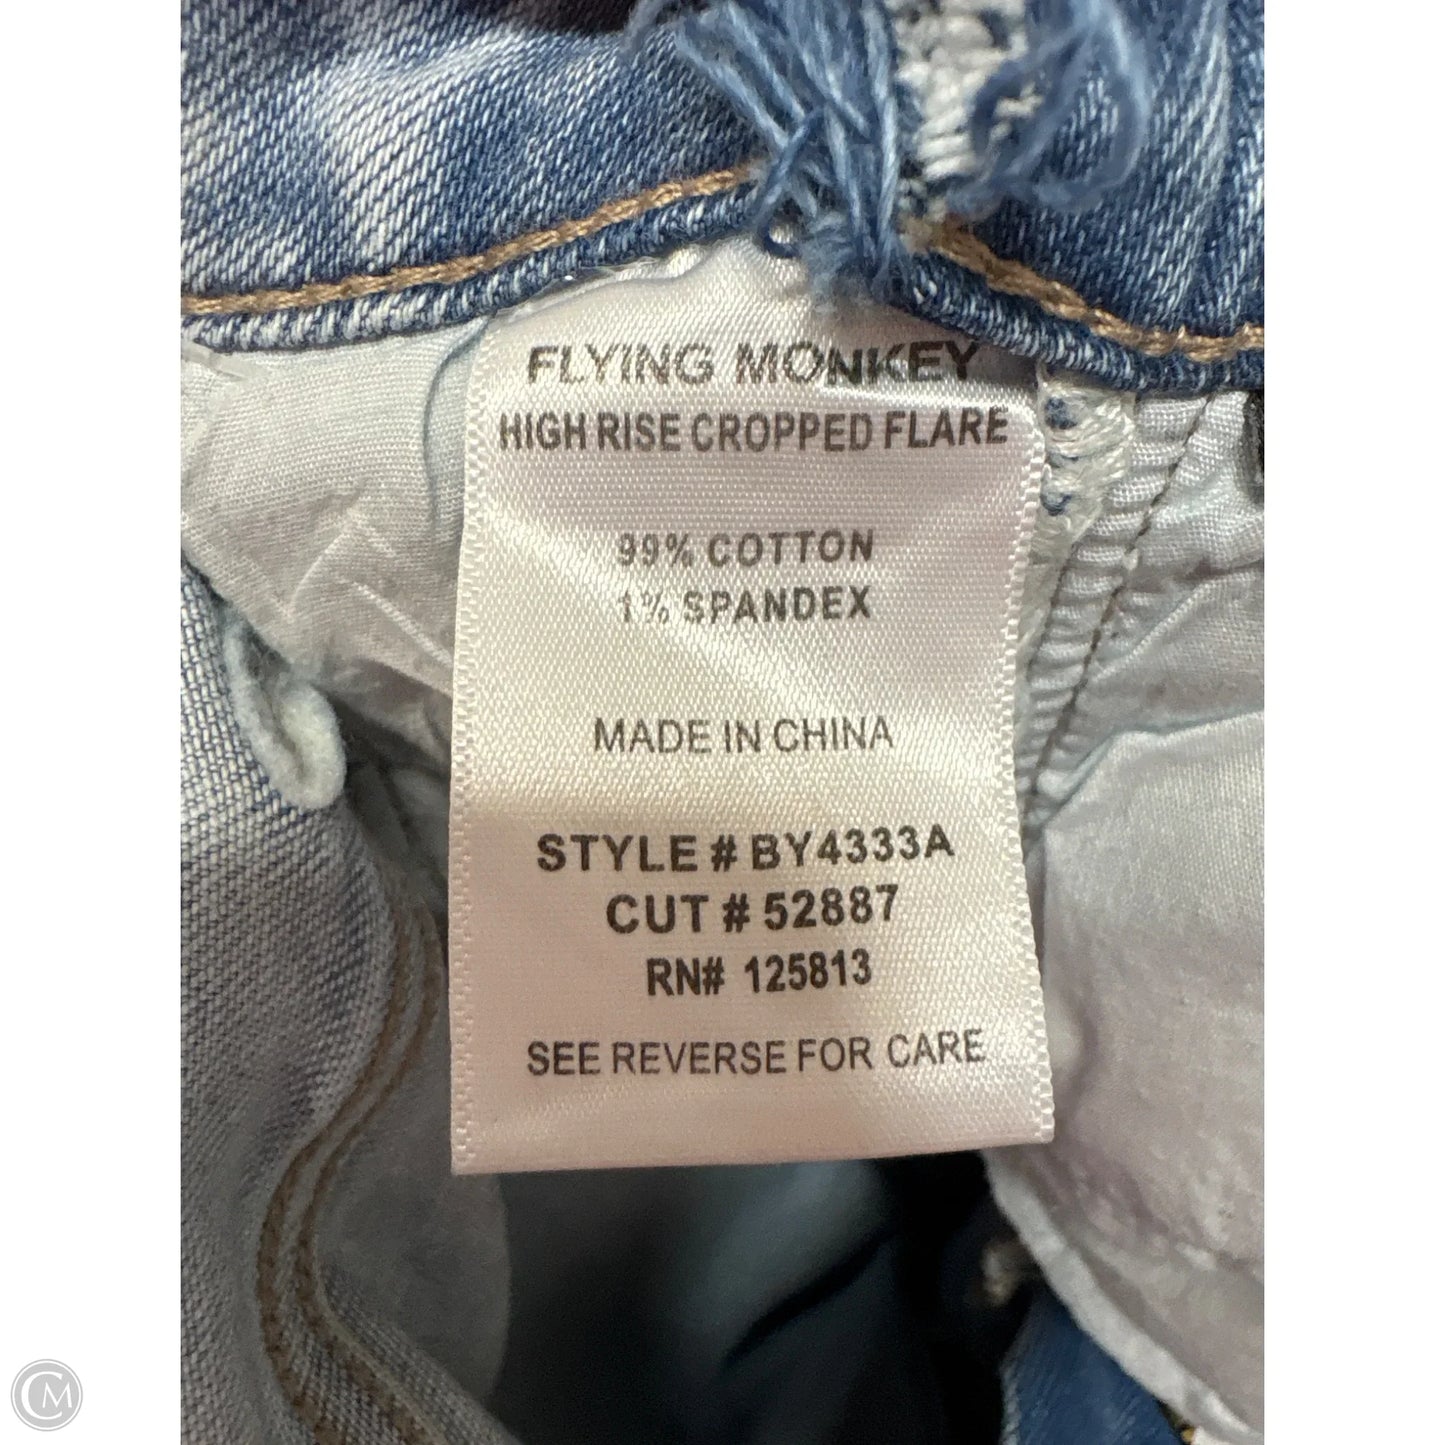 FLYING MONKEY
HIGH RISE CROPPED FLARE
99% COTTON
1% SPANDEX
MADE IN CHINA
STYLE # BY4333A
CUT # 52887
RN# 125813
SEE REVERSE FOR CARE
CM